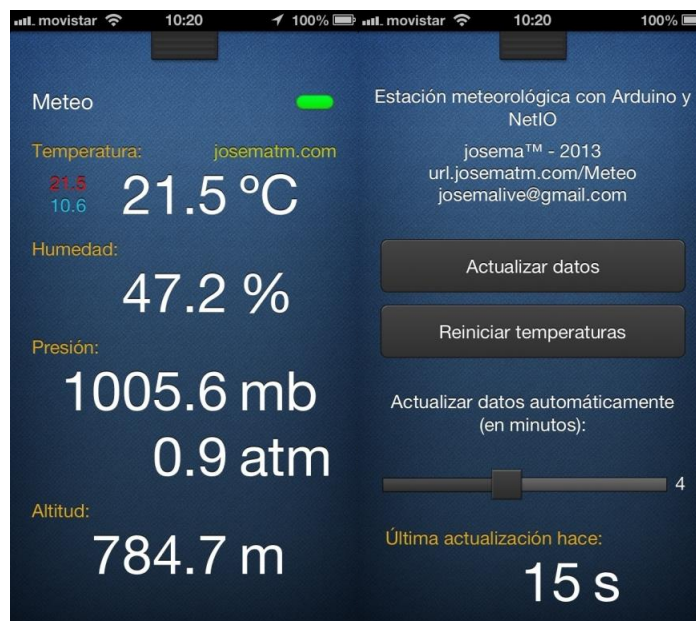 movistar 10:20 100%
Meteo
Temperatura: josematm.com
21.5
10.6
21.5 ºC
Humedad:
47.2 %
Presión:
1005.6 mb
0.9 atm
Altitud:
784.7 m
movistar 10:20 100%
Estación meteorológica con Arduino y
NetIO
josema™ - 2013
url.josematm.com/Meteo
josemalive@gmail.com
Actualizar datos
Reiniciar temperaturas
Actualizar datos automáticamente
(en minutos):
4
Última actualización hace:
15 s